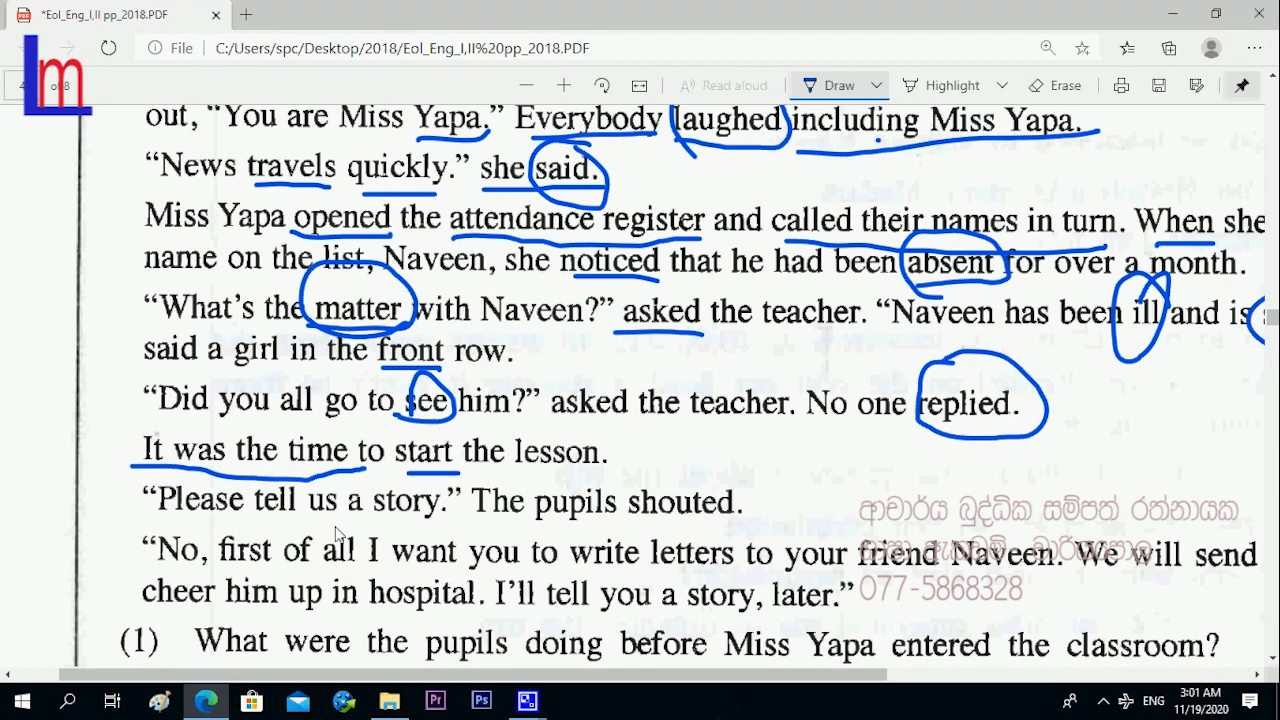 *Eol_Eng_I,II pp_2018.PDF
File C:/Users/spc/Desktop/2018/Eol_Eng_I,II%20pp_2018.PDF
Lm
4 of 8 Read aloud Draw Highlight Erase
out, “You are Miss Yapa.” Everybody laughed including Miss Yapa.
“News travels quickly.” she said.
Miss Yapa opened the attendance register and called their names in turn. When she
name on the list, Naveen, she noticed that he had been absent for over a month.
“What’s the matter with Naveen?” asked the teacher. “Naveen has been ill and is
said a girl in the front row.
“Did you all go to see him?” asked the teacher. No one replied.
It was the time to start the lesson.
“Please tell us a story.” The pupils shouted.
ආචාර්ය බුද්ධික සම්පත් රත්නායක
“No, first of all I want you to write letters to your friend Naveen. We will send
cheer him up in hospital. I’ll tell you a story, later.”
077-5868328
(1) What were the pupils doing before Miss Yapa entered the classroom?
Pr Ps ENG
3:01 AM
11/19/2020